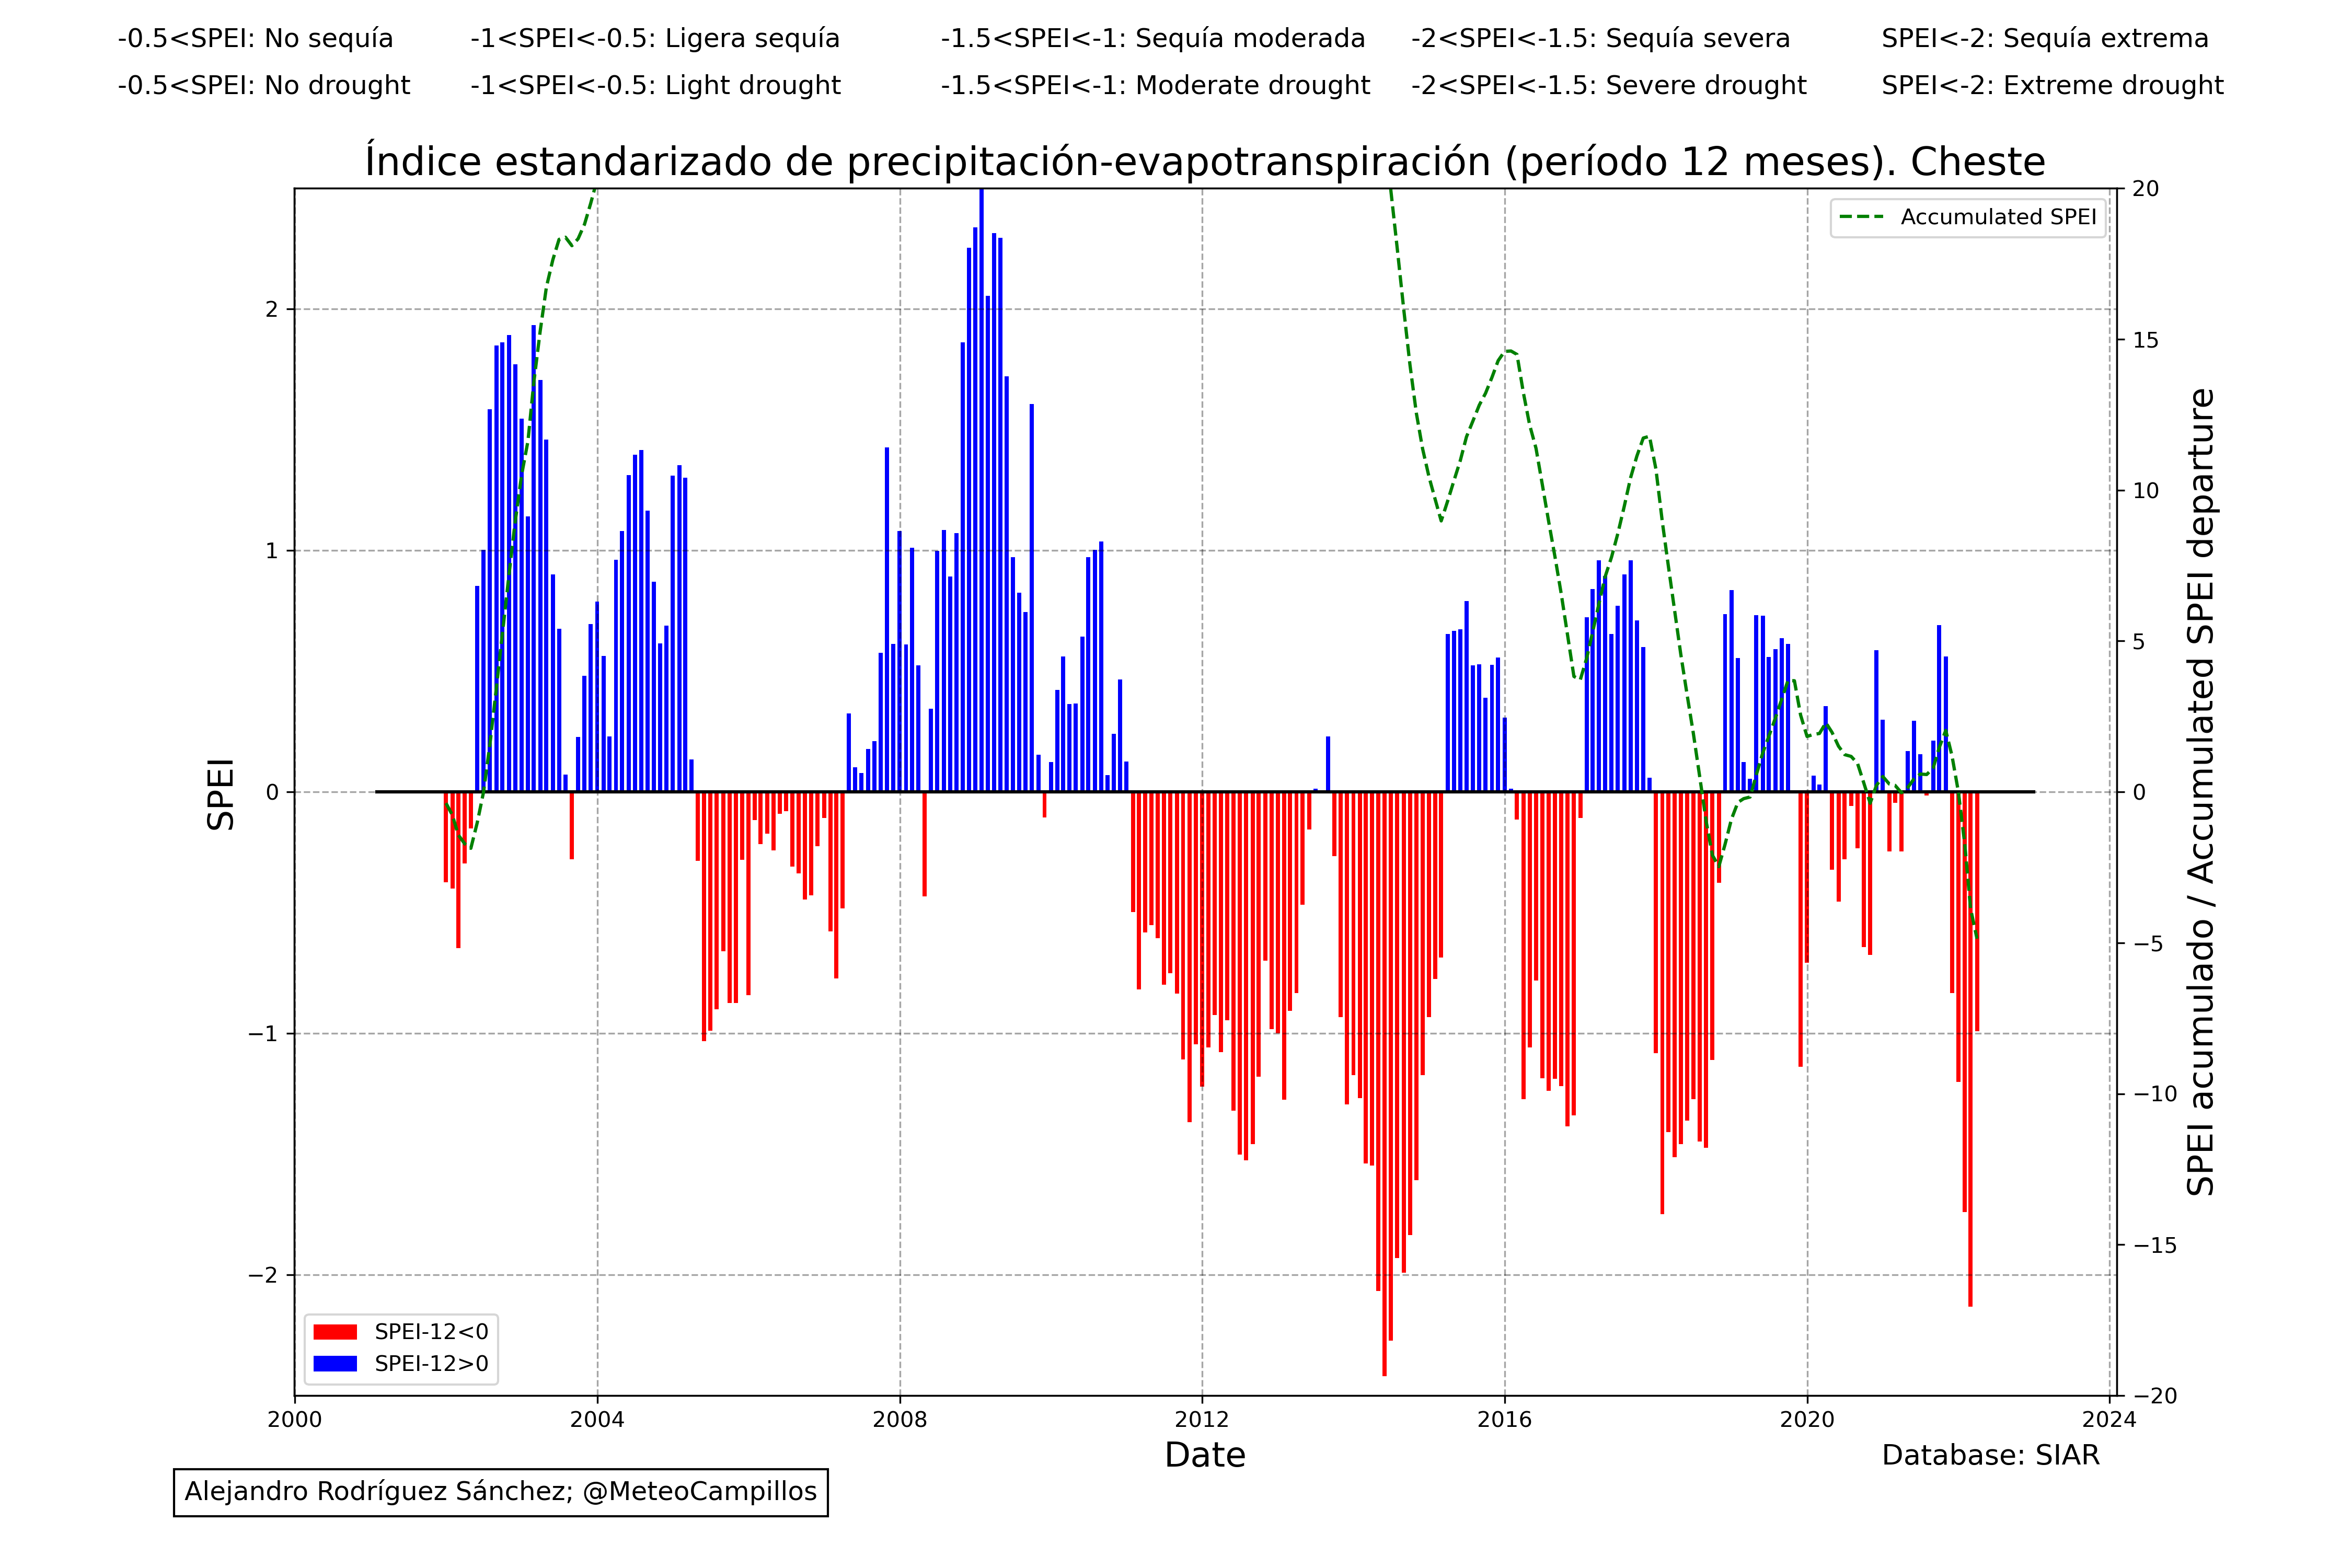 -0.5<SPEI: No sequía -1<SPEI<-0.5: Ligera sequía -1.5<SPEI<-1: Sequía moderada -2<SPEI<-1.5: Sequía severa SPEI<-2: Sequía extrema
-0.5<SPEI: No drought -1<SPEI<-0.5: Light drought -1.5<SPEI<-1: Moderate drought -2<SPEI<-1.5: Severe drought SPEI<-2: Extreme drought
Índice estandarizado de precipitación-evapotranspiración (período 12 meses). Cheste
Accumulated SPEI
SPEI
2
1
0
−1
−2
20
15
10
5
0
−5
−10
−15
−20
SPEI acumulado / Accumulated SPEI departure
SPEI-12<0
SPEI-12>0
2000 2004 2008 2012 2016 2020 2024
Date
Database: SIAR
Alejandro Rodríguez Sánchez; @MeteoCampillos